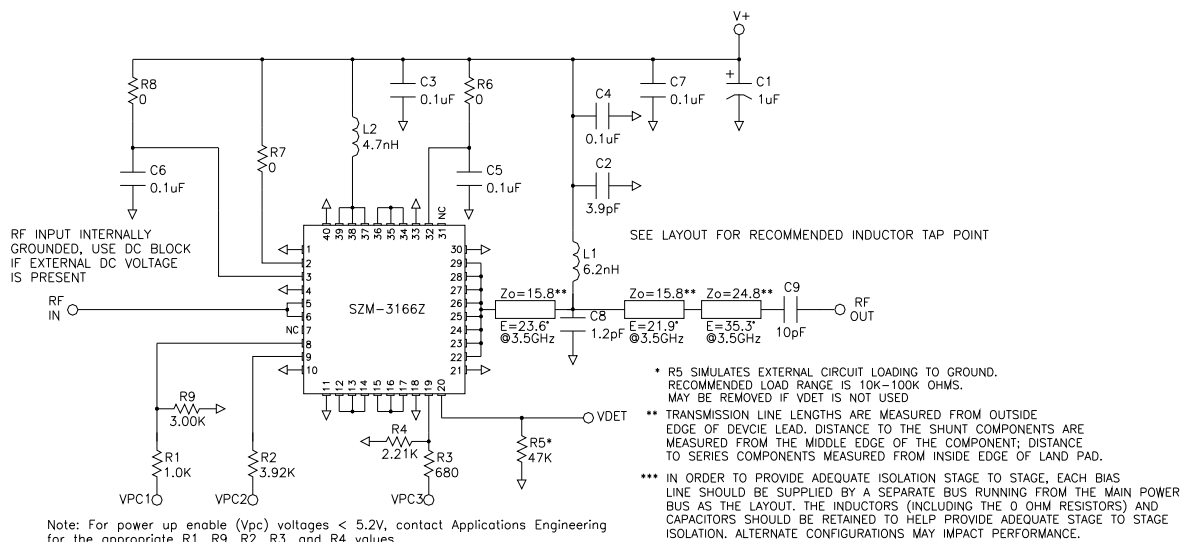 V+
R8
0
C3
0.1uF
R6
0
C7
0.1uF
+
C1
1uF
C4
0.1uF
L2
4.7nH
R7
0
C6
0.1uF
C5
0.1uF
C2
3.9pF
40
39
38
37
36
35
34
33
32
31
NC
RF INPUT INTERNALLY
GROUNDED, USE DC BLOCK
IF EXTERNAL DC VOLTAGE
IS PRESENT
SEE LAYOUT FOR RECOMMENDED INDUCTOR TAP POINT
L1
6.2nH
1
2
3
4
5
6
7
8
9
10
NC
30
29
28
27
26
25
24
23
22
21
RF
IN
SZM-3166Z
Zo=15.8**
E=23.6°
@3.5GHz
C8
1.2pF
Zo=15.8**
E=21.9°
@3.5GHz
Zo=24.8**
E=35.3°
@3.5GHz
C9
10pF
RF
OUT
11
12
13
14
15
16
17
18
19
20
R9
3.00K
R1
1.0K
R2
3.92K
R4
2.21K
R3
680
R5*
47K
VDET
VPC1
VPC2
VPC3
* R5 SIMULATES EXTERNAL CIRCUIT LOADING TO GROUND.
RECOMMENDED LOAD RANGE IS 10K-100K OHMS.
MAY BE REMOVED IF VDET IS NOT USED
** TRANSMISSION LINE LENGTHS ARE MEASURED FROM OUTSIDE
EDGE OF DEVCIE LEAD. DISTANCE TO THE SHUNT COMPONENTS ARE
MEASURED FROM THE MIDDLE EDGE OF THE COMPONENT; DISTANCE
TO SERIES COMPONENTS MEASURED FROM INSIDE EDGE OF LAND PAD.
*** IN ORDER TO PROVIDE ADEQUATE ISOLATION STAGE TO STAGE, EACH BIAS
LINE SHOULD BE SUPPLIED BY A SEPARATE BUS RUNNING FROM THE MAIN POWER
BUS AS THE LAYOUT. THE INDUCTORS (INCLUDING THE 0 OHM RESISTORS) AND
CAPACITORS SHOULD BE RETAINED TO HELP PROVIDE ADEQUATE STAGE TO STAGE
ISOLATION. ALTERNATE CONFIGURATIONS MAY IMPACT PERFORMANCE.
Note: For power up enable (Vpc) voltages < 5.2V, contact Applications Engineering
for the appropriate R1, R9, R2, R3, and R4 values